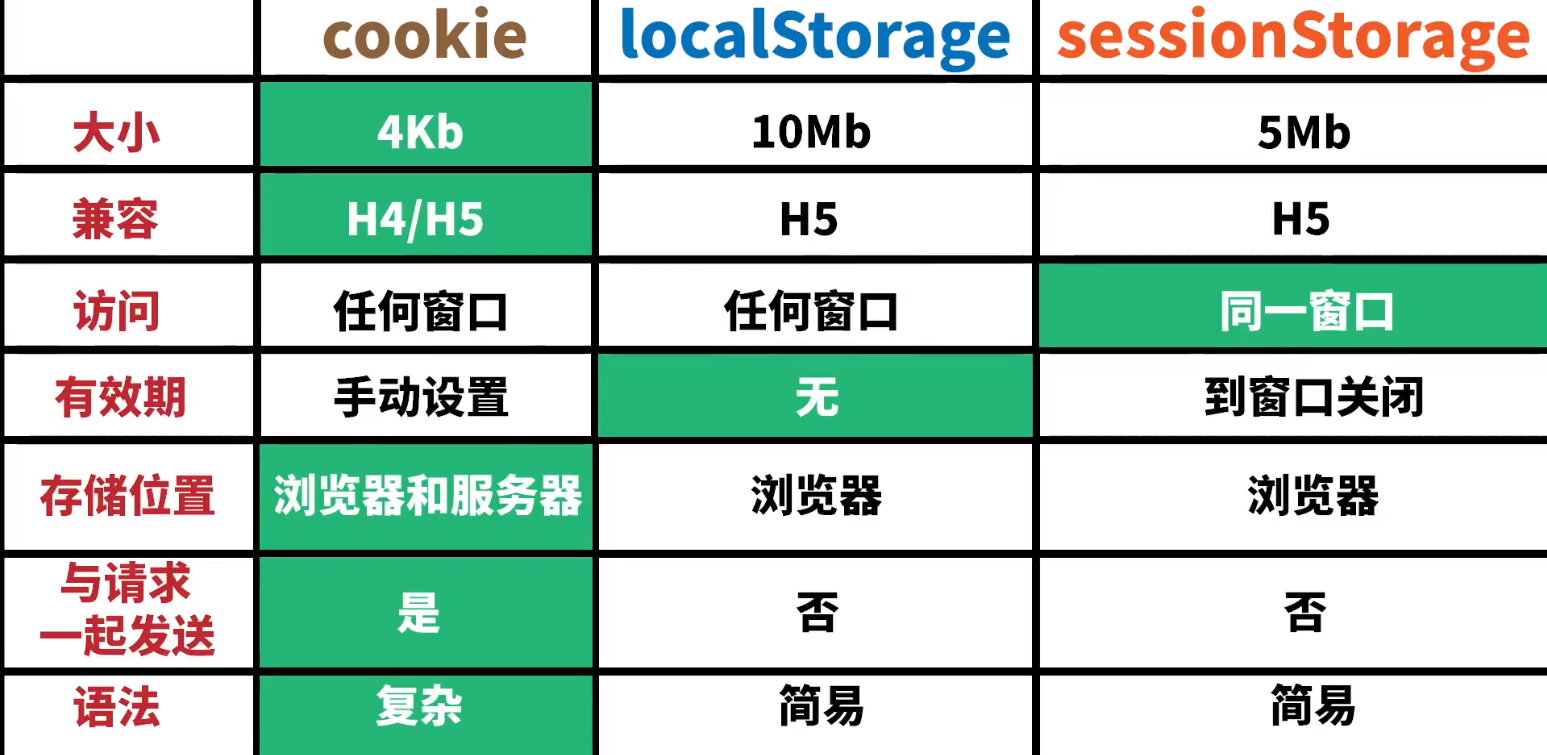 cookie localStorage sessionStorage
大小 4Kb 10Mb 5Mb
兼容 H4/H5 H5 H5
访问 任何窗口 任何窗口 同一窗口
有效期 手动设置 无 到窗口关闭
存储位置 浏览器和服务器 浏览器 浏览器
与请求
一起发送 是 否 否
语法 复杂 简易 简易